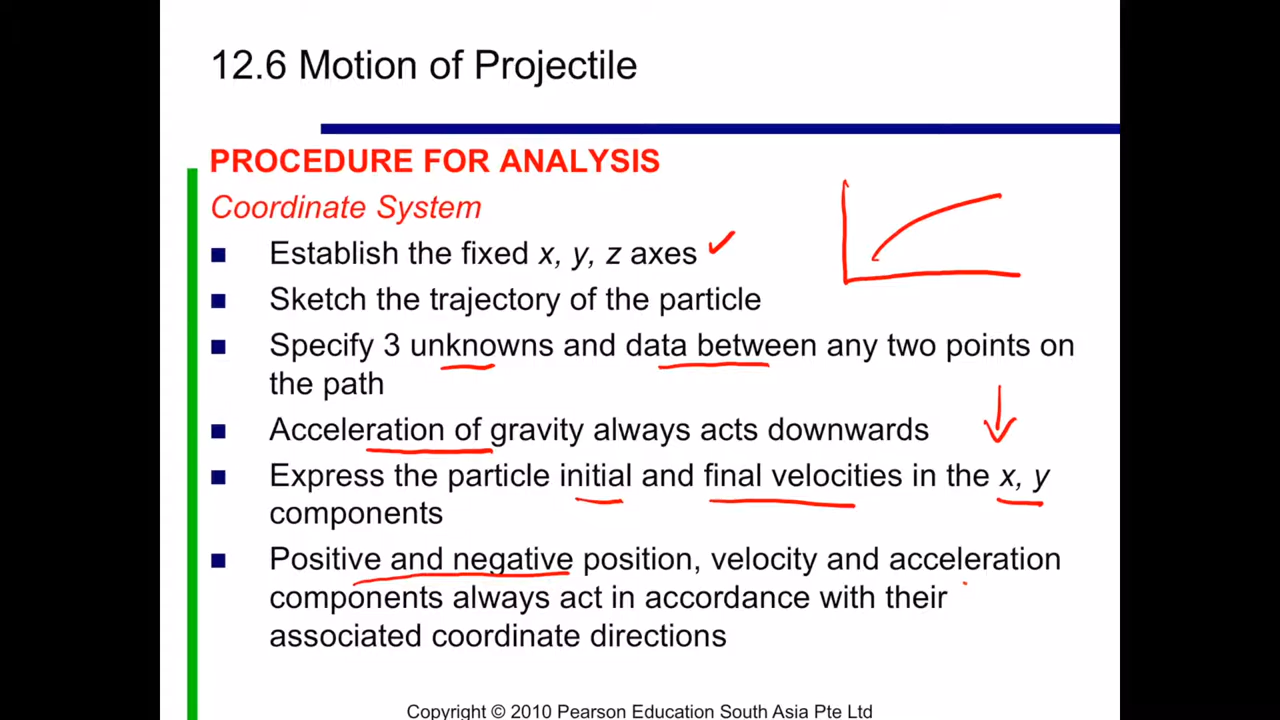 12.6 Motion of Projectile
PROCEDURE FOR ANALYSIS
Coordinate System
Establish the fixed x, y, z axes
Sketch the trajectory of the particle
Specify 3 unknowns and data between any two points on
the path
Acceleration of gravity always acts downwards
Express the particle initial and final velocities in the x, y
components
Positive and negative position, velocity and acceleration
components always act in accordance with their
associated coordinate directions
Copyright © 2010 Pearson Education South Asia Pte Ltd